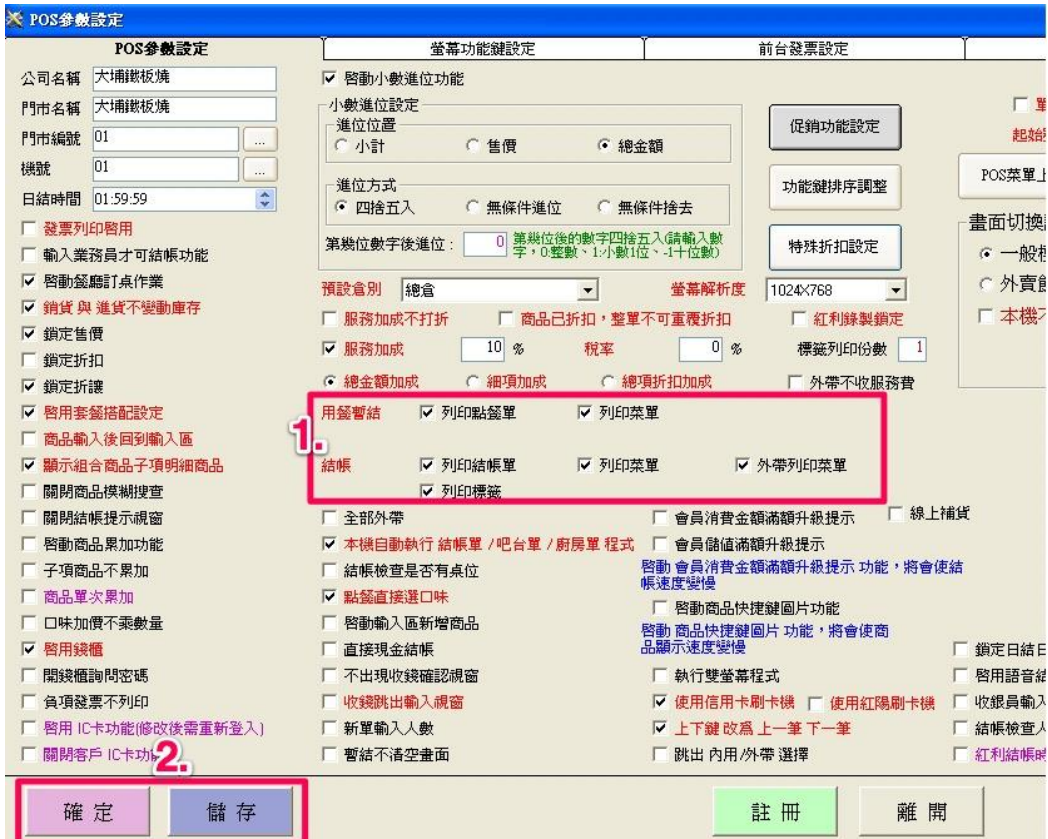 POS參數設定
POS參數設定 螢幕功能鍵設定 前台發票設定
公司名稱 大埔鐵板燒
門市名稱 大埔鐵板燒
門市編號 01 ...
機號 01 ...
日結時間 01:59:59
發票列印啓用
輸入業務員才可結帳功能
啓動餐廳訂桌作業
銷貨 與 進貨不變動庫存
鎖定售價
鎖定折扣
鎖定折讓
啓用套餐搭配設定
商品輸入後回到輸入區
顯示組合商品子項明細商品
關閉商品模糊搜查
關閉結帳提示視窗
啓動商品累加功能
子項商品不累加
商品單次累加
口味加價不乘數量
啓用錢櫃
開錢櫃詢問密碼
負項發票不列印
啓用 IC卡功能(修改後需重新登入)
關閉客戶 IC卡功
啓動小數進位功能
小數進位設定
進位位置
小計 售價 總金額
進位方式
四捨五入 無條件進位 無條件捨去
第幾位數字後進位： 0 第幾位後的數字四捨五入(請輸入數
字，0:整數、1:小數1位、-1十位數)
促銷功能設定
功能鍵排序調整
特殊折扣設定
單
起始
POS菜單上
畫面切換
一般
外賣
本機不
預設倉別 總倉 螢幕解析度 1024X768
服務加成不打折 商品已折扣，整單不可重覆折扣 紅利錄製鎖定
服務加成 10 % 稅率 0 % 標籤列印份數 1
總金額加成 細項加成 總項折扣加成 外帶不收服務費
1.
用餐暫結 列印點餐單 列印菜單
結帳 列印結帳單 列印菜單 外帶列印菜單
列印標籤
全部外帶
本機自動執行 結帳單 /吧台單 / 廚房單 程式
結帳檢查是否有桌位
點餐直接選口味
啓動輸入區新增商品
直接現金結帳
不出現收錢確認視窗
收錢跳出輸入視窗
新單輸入人數
暫結不清空畫面
會員消費金額滿額升級提示 線上補貨
會員儲值滿額升級提示
啓動 會員消費金額滿額升級提示 功能，將會使結
帳速度變慢
啓動商品快捷鍵圖片功能
啓動 商品快捷鍵圖片 功能，將會使商
品顯示速度變慢
執行雙螢幕程式
使用信用卡刷卡機 使用紅陽刷卡機
上下鍵 改爲 上一筆 下一筆
跳出 內用 /外帶 選擇
鎖定日結日
啓用語音結
收銀員輸入
結帳檢查人
紅利結帳時
2.
確 定 儲 存 註 冊 離 開